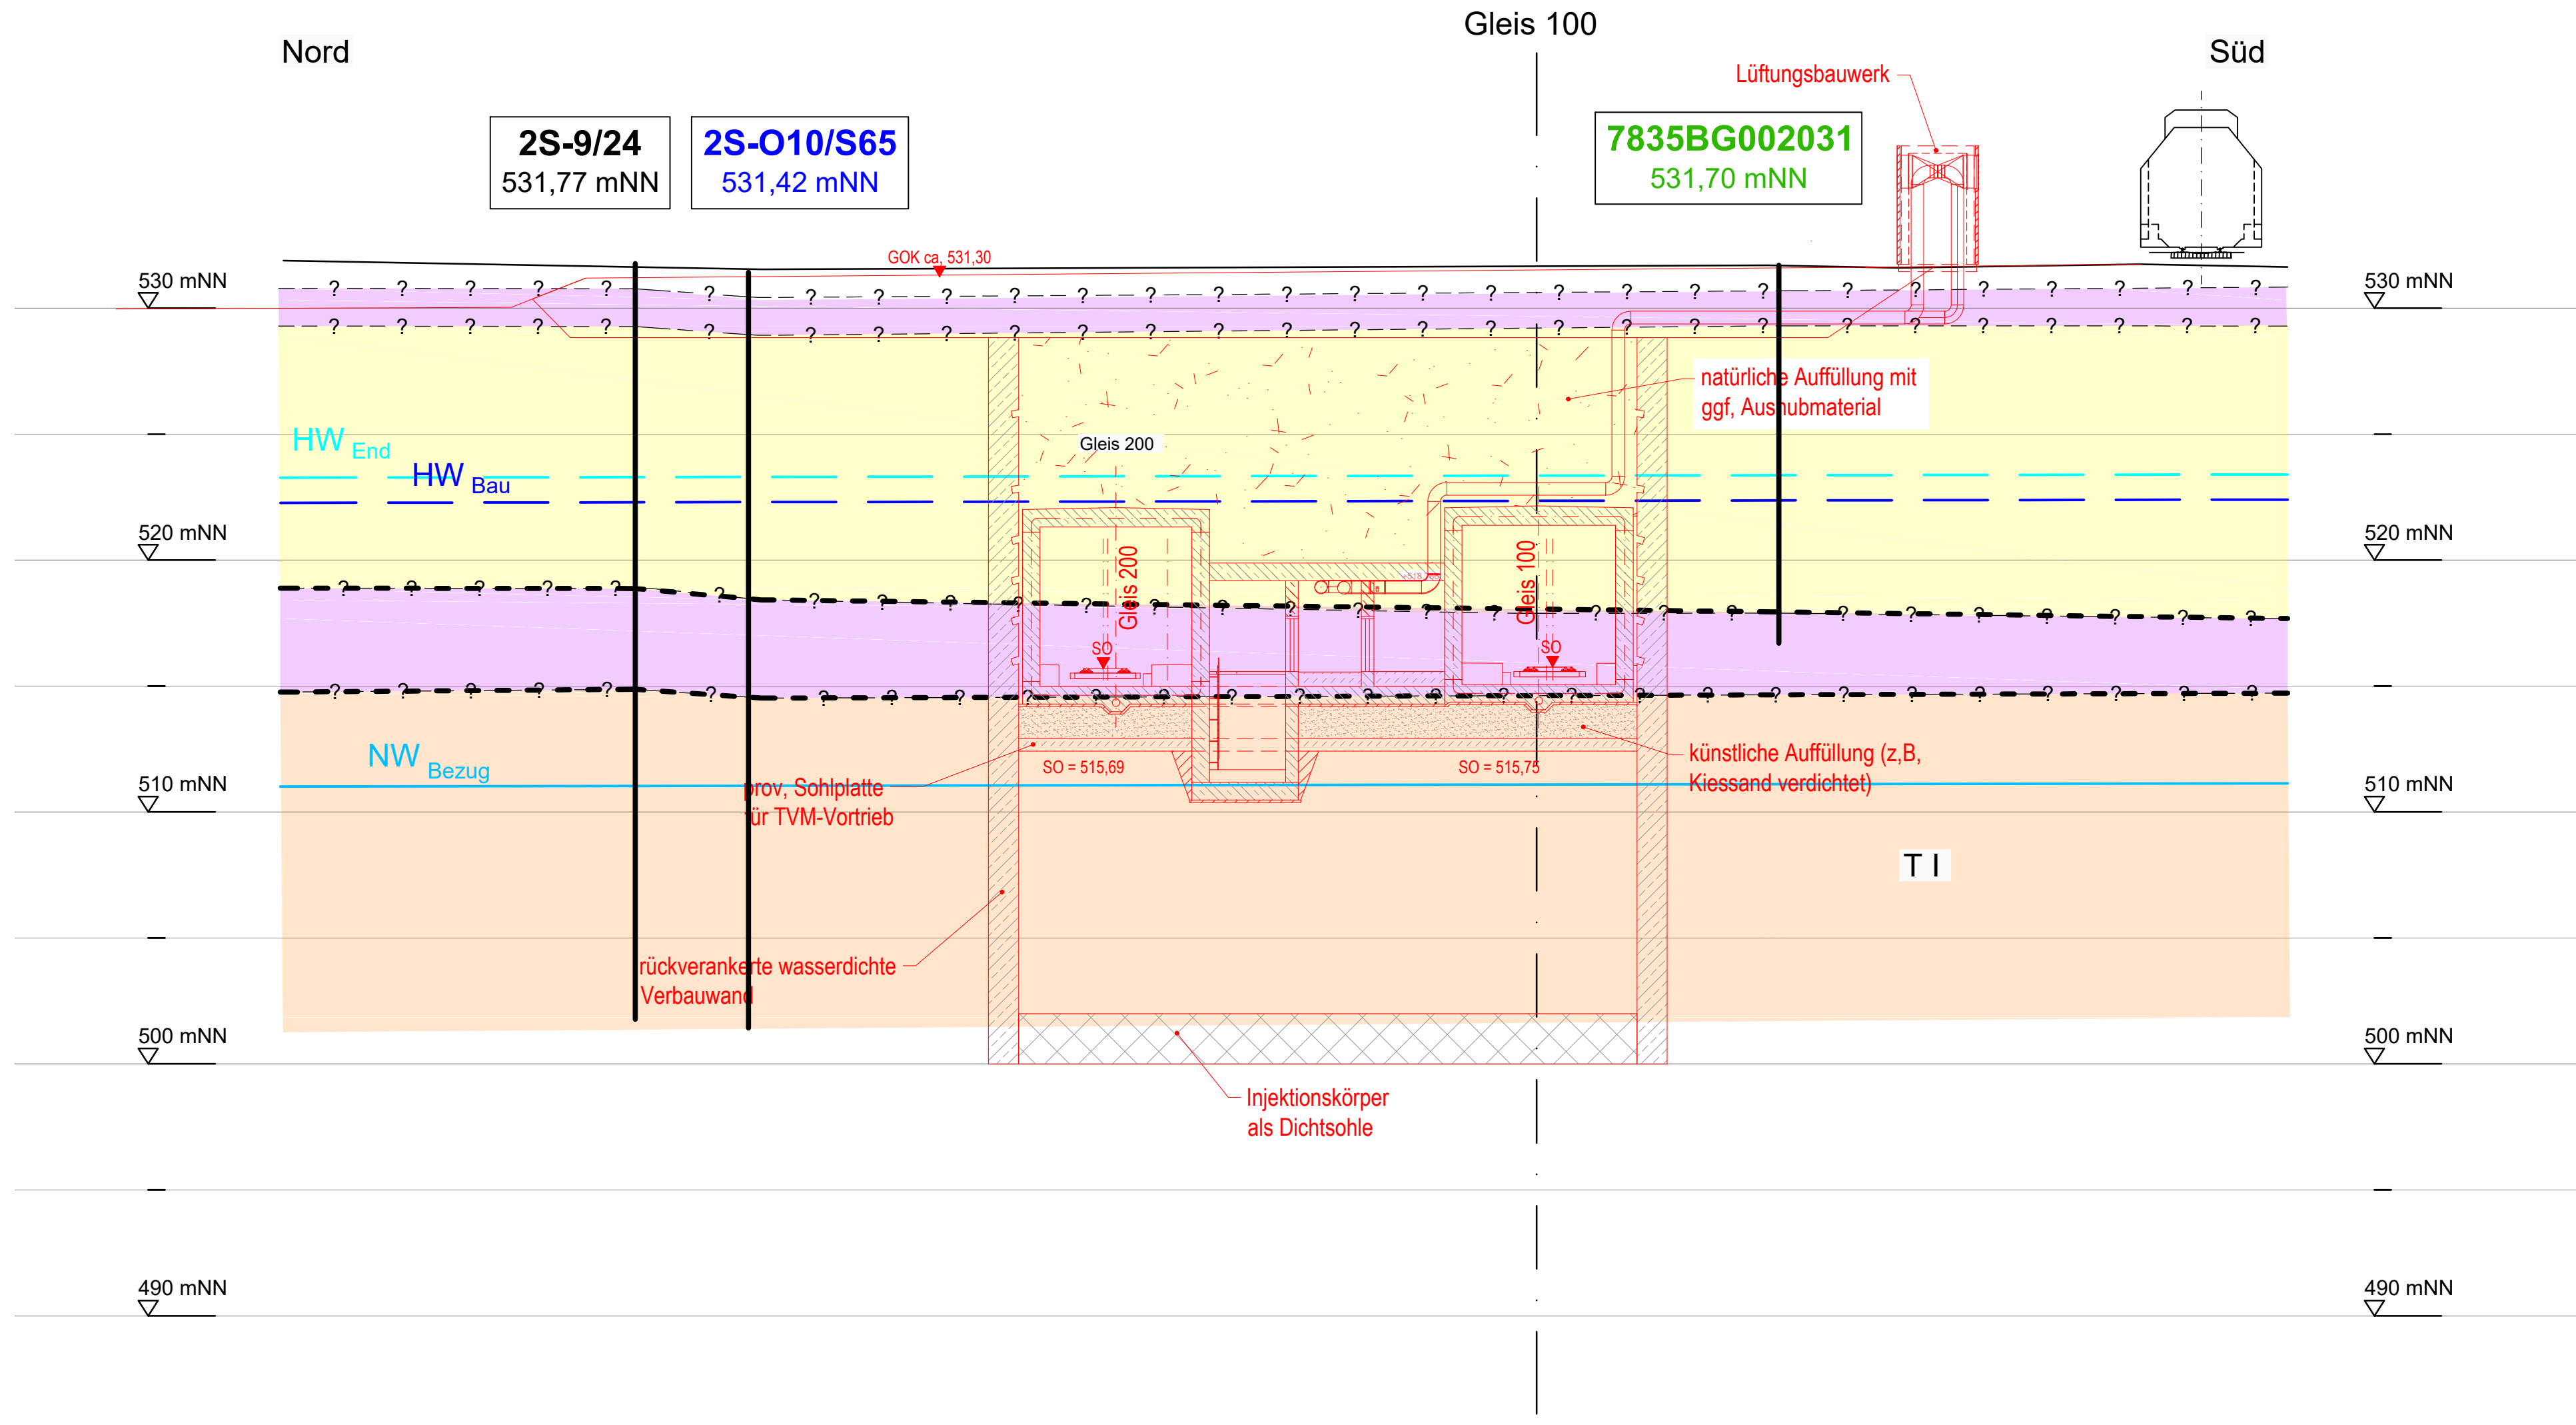 Gleis 100
Nord
Süd
Lüftungsbauwerk
2S-9/24
531,77 mNN
2S-O10/S65
531,42 mNN
7835BG002031
531,70 mNN
GOK ca, 531,30
530 mNN
530 mNN
natürliche Auffüllung mit
ggf, Aushubmaterial
HW End
Gleis 200
HW Bau
520 mNN
520 mNN
Gleis 200
Gleis 100
SO
SO
NW Bezug
künstliche Auffüllung (z,B,
Kiessand verdichtet)
SO = 515,69
SO = 515,75
510 mNN
510 mNN
prov, Sohlplatte
für TVM-Vortrieb
T I
rückverankerte wasserdichte
Verbauwand
500 mNN
500 mNN
Injektionskörper
als Dichtsohle
490 mNN
490 mNN